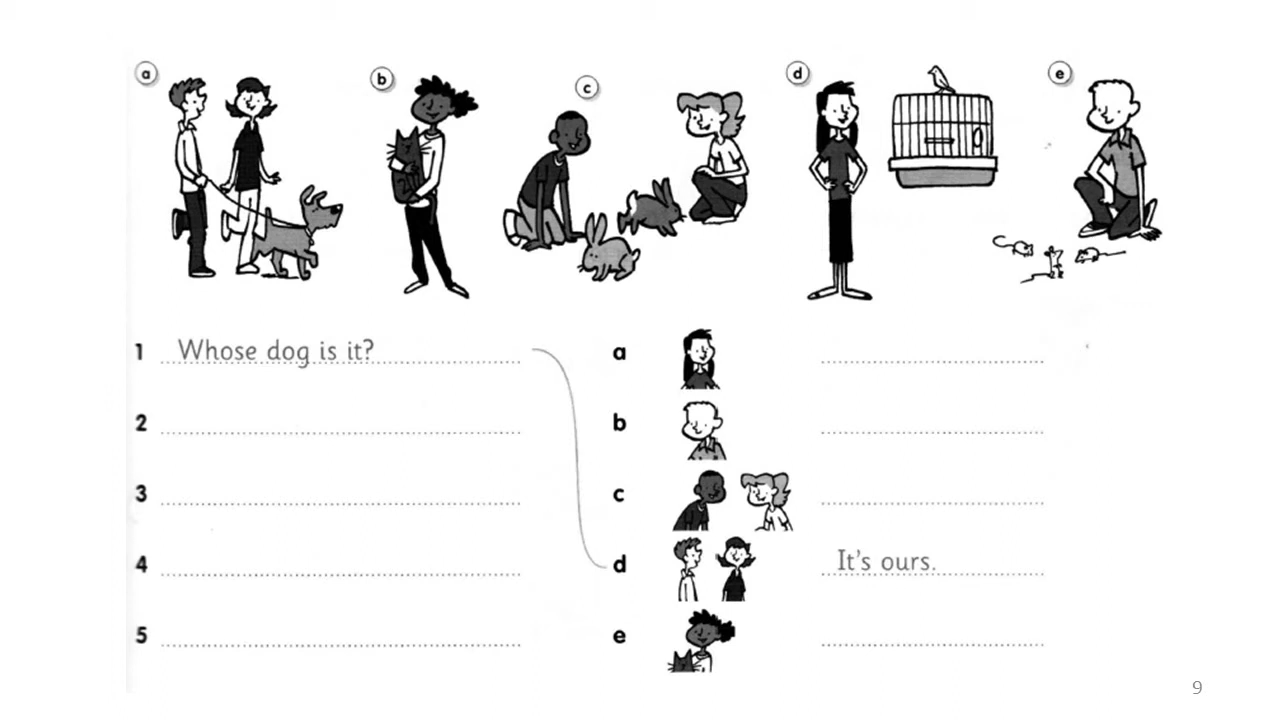 a b c d e
1 Whose dog is it? a
2 b
3 c
4 d It's ours.
5 e
9